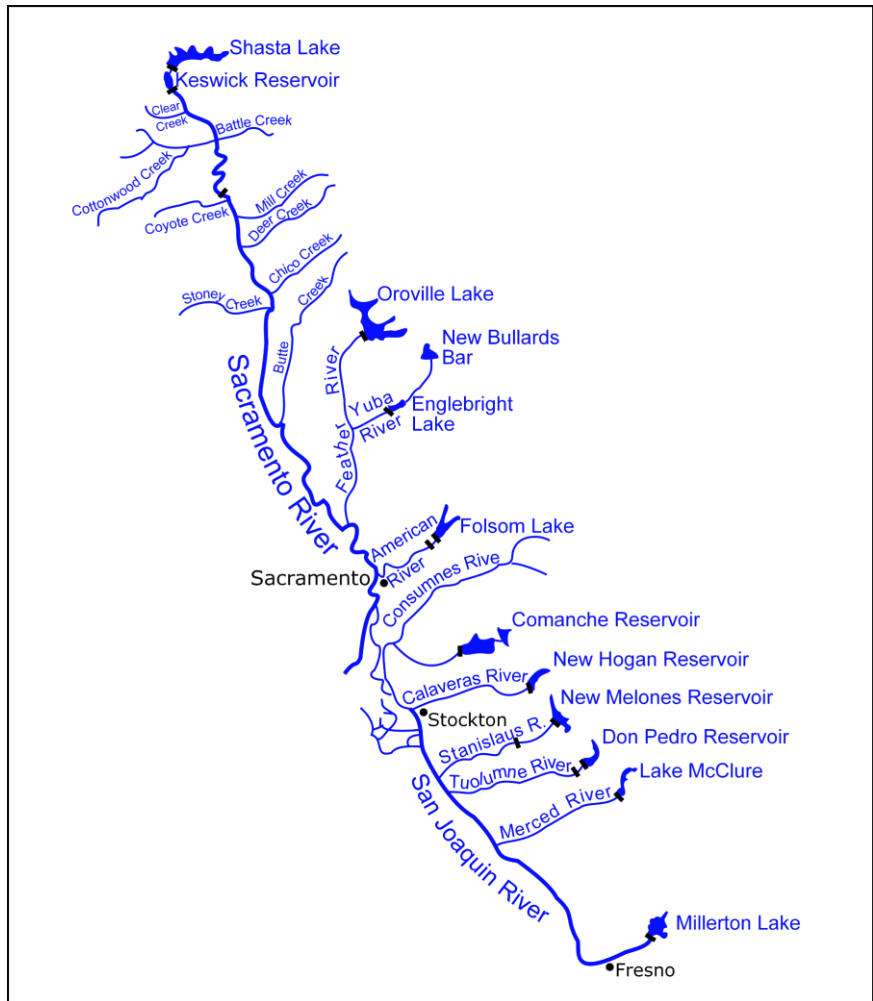 Shasta Lake
Keswick Reservoir
Clear
Creek
Battle Creek
Cottonwood Creek
Coyote Creek
Mill Creek
Deer Creek
Chico Creek
Stoney Creek
Butte Creek
Oroville Lake
New Bullards
Bar
Feather River
Yuba
River
Englebright
Lake
Sacramento River
American
River
Folsom Lake
Sacramento
Consumnes Rive
Comanche Reservoir
New Hogan Reservoir
Calaveras River
New Melones Reservoir
Stockton
Stanislaus R.
Don Pedro Reservoir
Tuolumne River
Lake McClure
Merced River
San Joaquin River
Millerton Lake
Fresno